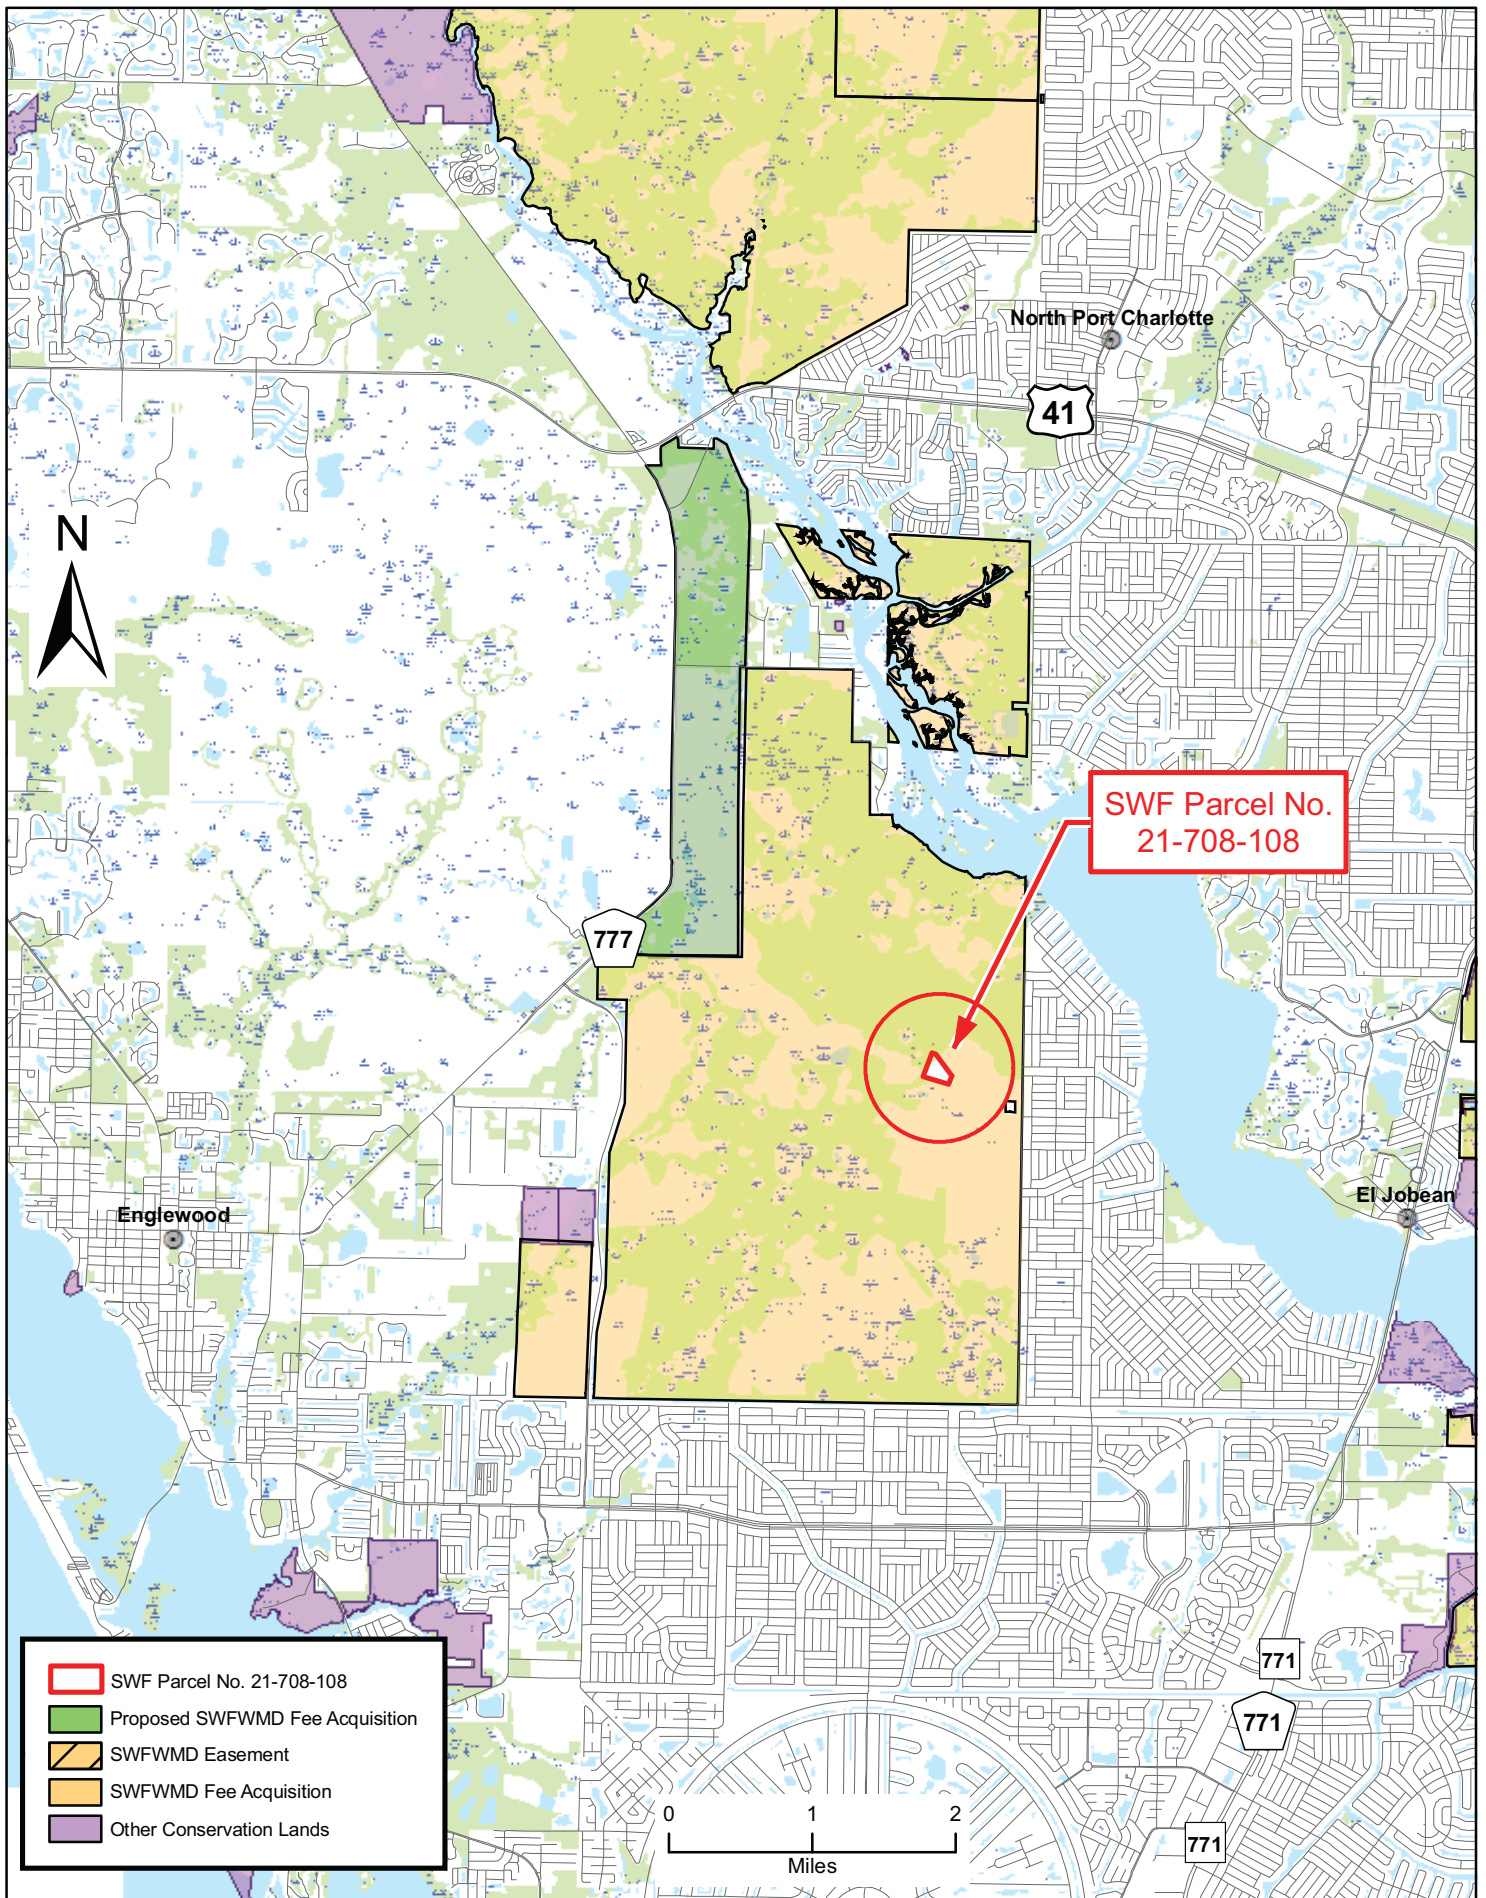 North Port Charlotte
41
N
SWF Parcel No.
21-708-108
777
Englewood
El Jobean
SWF Parcel No. 21-708-108
Proposed SWFWMD Fee Acquisition
SWFWMD Easement
SWFWMD Fee Acquisition
Other Conservation Lands
771
771
771
0 1 2
Miles